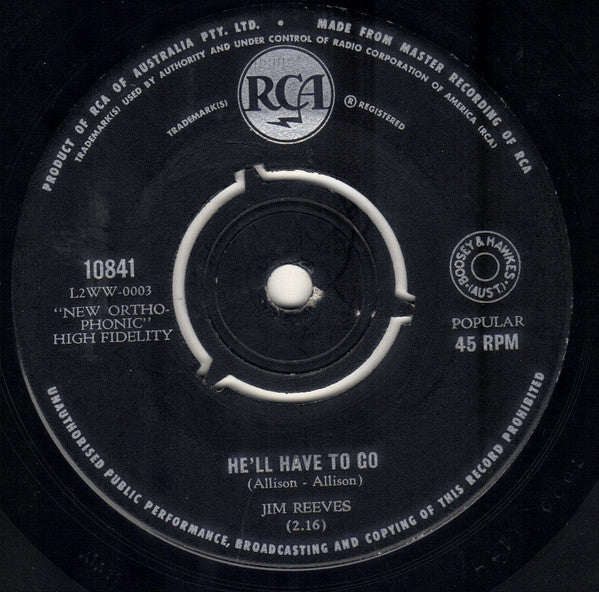 PRODUCT OF RCA OF AUSTRALIA PTY. LTD. • MADE FROM MASTER RECORDING OF RCA
TRADEMARK(S) USED BY AUTHORITY AND UNDER CONTROL OF RADIO CORPORATION OF AMERICA (RCA)
RCA
TRADEMARK(S) ® REGISTERED
10841
L2WW-0003
"NEW ORTHO-
PHONIC"
HIGH FIDELITY
BOOSEY & HAWKES
(AUST.)
POPULAR
45 RPM
HE'LL HAVE TO GO
(Allison - Allison)
JIM REEVES
(2.16)
UNAUTHORISED PUBLIC PERFORMANCE, BROADCASTING AND COPYING OF THIS RECORD PROHIBITED